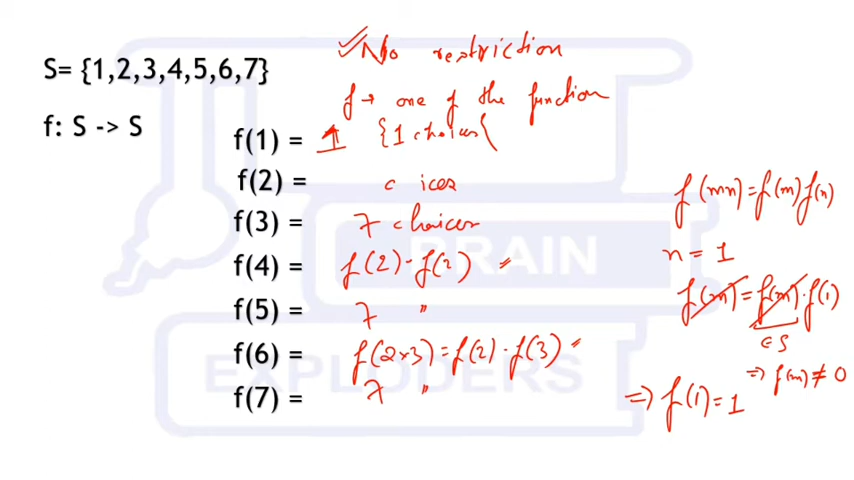 No restriction
S= {1,2,3,4,5,6,7}
f → one of the function
f: S -> S
f(1) = 1 {1 choices{
f(2) = c ices
f(3) = 7 choices
f(4) = f(2)·f(2) "
f(5) = 7 "
f(6) = f(2×3)=f(2)·f(3) "
f(7) = 7 "
f(mn)=f(m)f(n)
n = 1
f(m)=f(m)·f(1)
∈ S
⇒ f(m) ≠ 0
⇒ f(1)=1
BRAIN
EXPLODERS